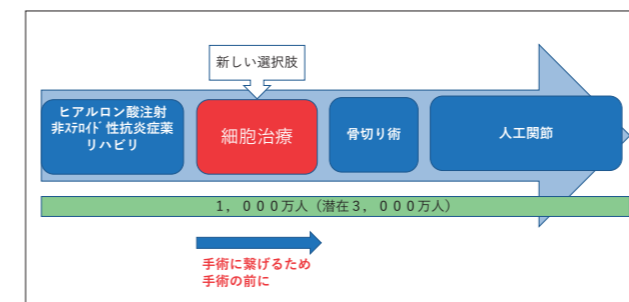 新しい選択肢
ヒアルロン酸注射
非ｽﾃﾛｲﾄﾞ性抗炎症薬
リハビリ
細胞治療
骨切り術
人工関節
１，０００万人（潜在３，０００万人）
手術に繋げるため
手術の前に